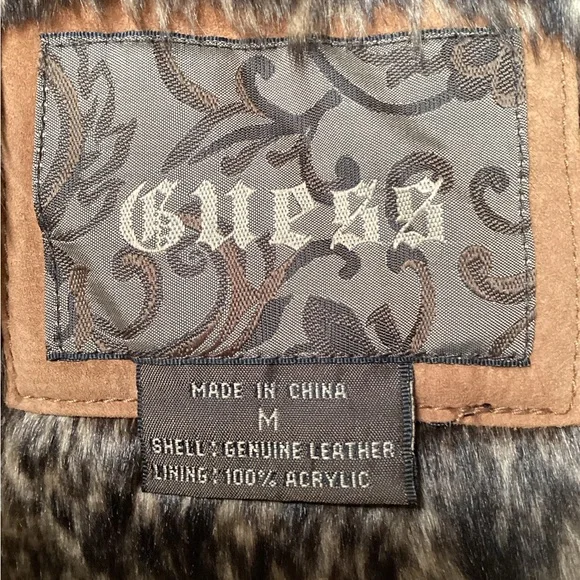 Guess
MADE IN CHINA
M
SHELL: GENUINE LEATHER
LINING: 100% ACRYLIC